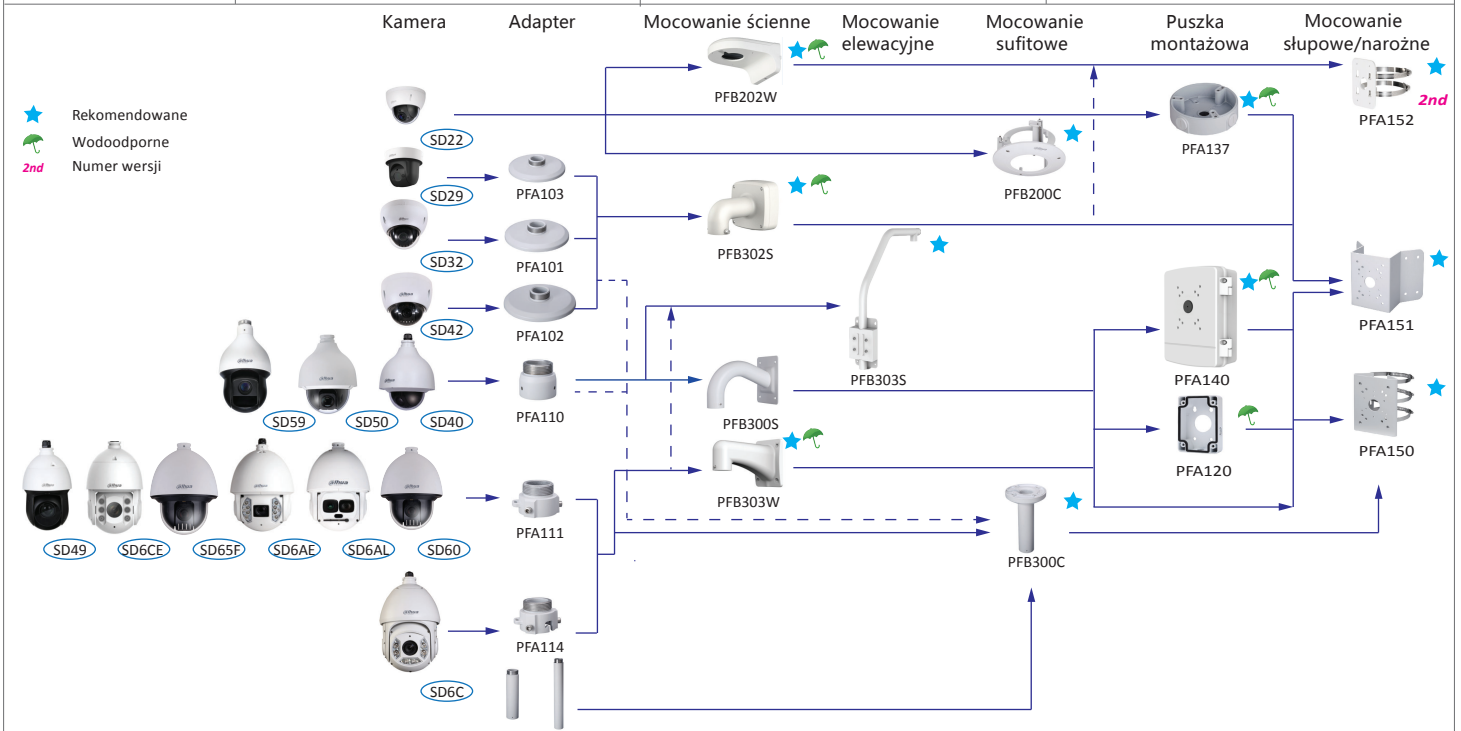 Kamera
Adapter
Mocowanie ścienne
Mocowanie
elewacyjne
Mocowanie
sufitowe
Puszka
montażowa
Mocowanie
słupowe/narożne
Rekomendowane
Wodoodporne
2nd Numer wersji
SD22
PFB202W
PFB200C
PFA137
2nd
PFA152
SD29
PFA103
SD32
PFA101
PFB302S
SD42
PFA102
PFB303S
PFA140
PFA151
SD59
SD50
SD40
PFA110
PFB300S
PFA120
PFA150
SD49
SD6CE
SD65F
SD6AE
SD6AL
SD60
PFA111
PFB303W
PFB300C
SD6C
PFA114